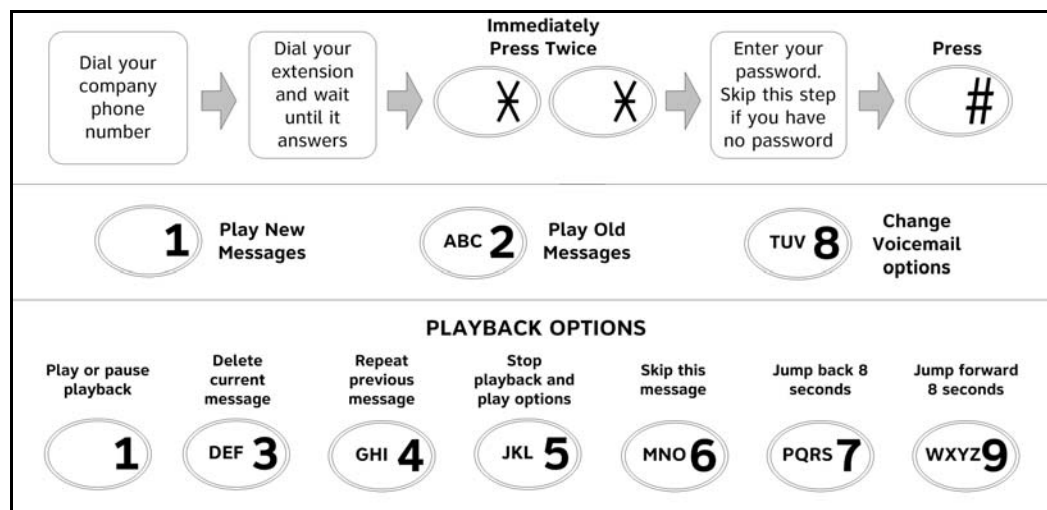 Dial your
company
phone
number
Dial your
extension
and wait
until it
answers
Immediately
Press Twice
* *
Enter your
password.
Skip this step
if you have
no password
Press
#
1
Play New
Messages
ABC 2
Play Old
Messages
TUV 8
Change
Voicemail
options
PLAYBACK OPTIONS
Play or pause
playback
1
Delete
current
message
DEF 3
Repeat
previous
message
GHI 4
Stop
playback and
play options
JKL 5
Skip this
message
MNO 6
Jump back 8
seconds
PQRS 7
Jump forward
8 seconds
WXYZ 9